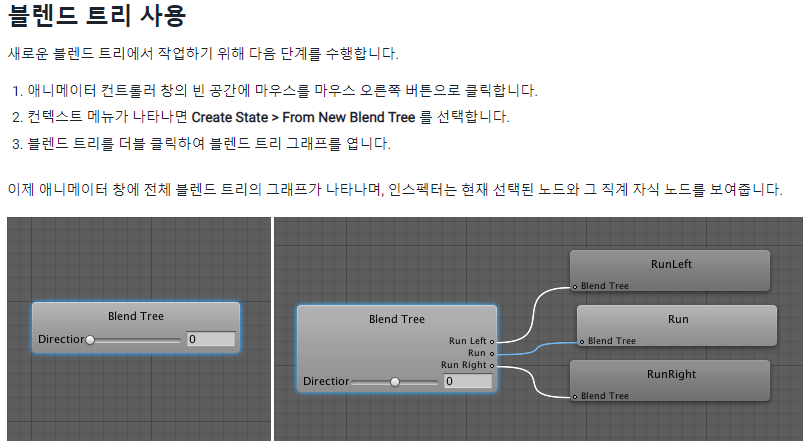 블렌드 트리 사용
새로운 블렌드 트리에서 작업하기 위해 다음 단계를 수행합니다.
1. 애니메이터 컨트롤러 창의 빈 공간에 마우스를 마우스 오른쪽 버튼으로 클릭합니다.
2. 컨텍스트 메뉴가 나타나면 Create State > From New Blend Tree 를 선택합니다.
3. 블렌드 트리를 더블 클릭하여 블렌드 트리 그래프를 엽니다.
이제 애니메이터 창에 전체 블렌드 트리의 그래프가 나타나며, 인스펙터는 현재 선택된 노드와 그 직계 자식 노드를 보여줍니다.
Blend Tree
Direction 0
Blend Tree
Run Left
Run
Run Right
Direction 0
RunLeft
Blend Tree
Run
Blend Tree
RunRight
Blend Tree